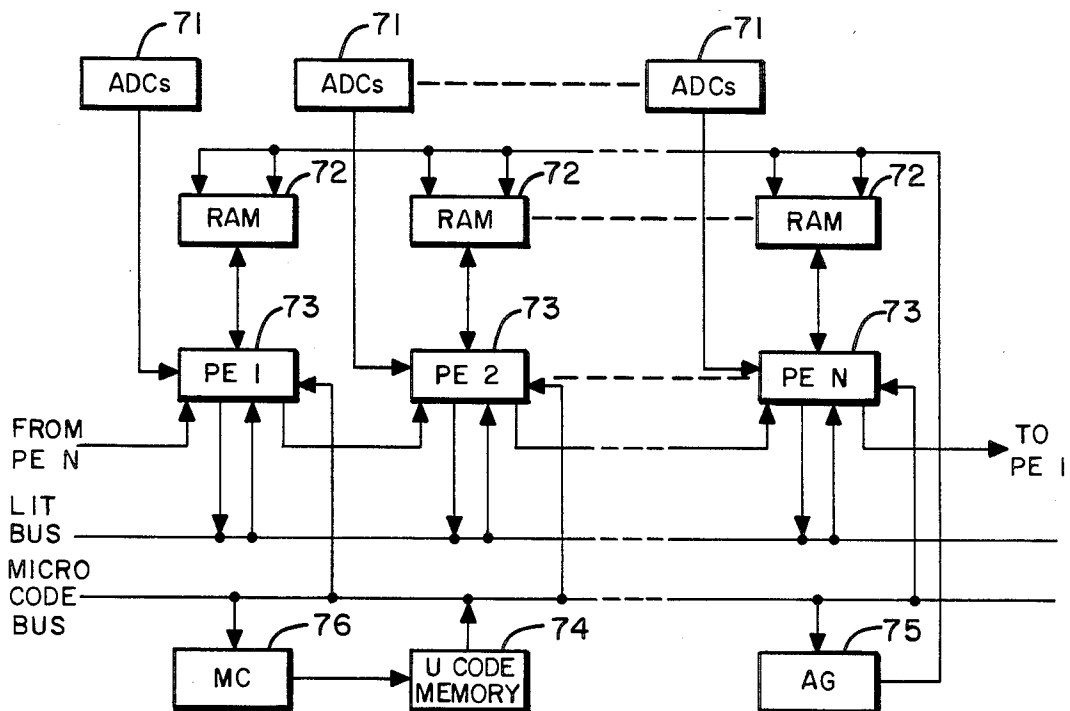 71
71
71
ADCs
ADCs
ADCs
72
72
72
RAM
RAM
RAM
73
73
73
PE 1
PE 2
PE N
FROM
PE N
TO
PE 1
LIT
BUS
MICRO
CODE
BUS
76
74
75
MC
U CODE
MEMORY
AG